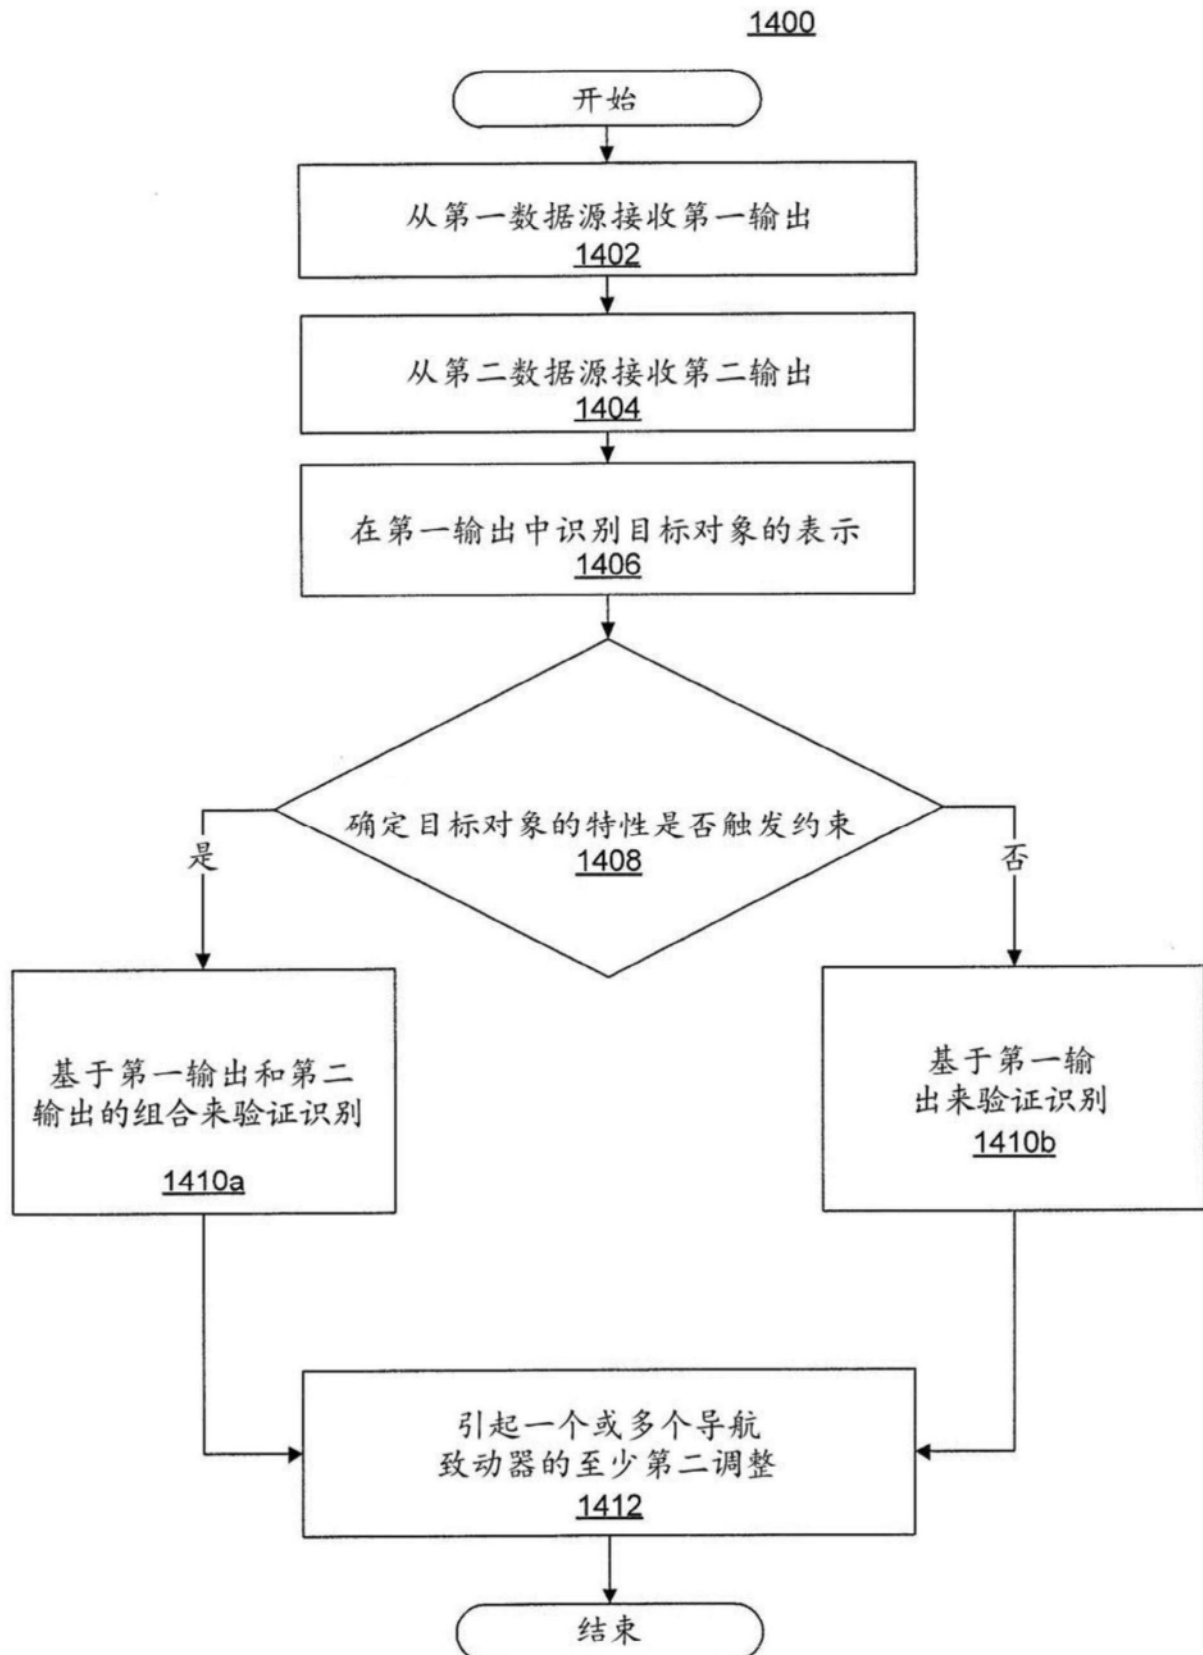 1400
开始
从第一数据源接收第一输出
1402
从第二数据源接收第二输出
1404
在第一输出中识别目标对象的表示
1406
确定目标对象的特性是否触发约束
1408
是
否
基于第一输出和第二
输出的组合来验证识别
1410a
基于第一输
出来验证识别
1410b
引起一个或多个导航
致动器的至少第二调整
1412
结束